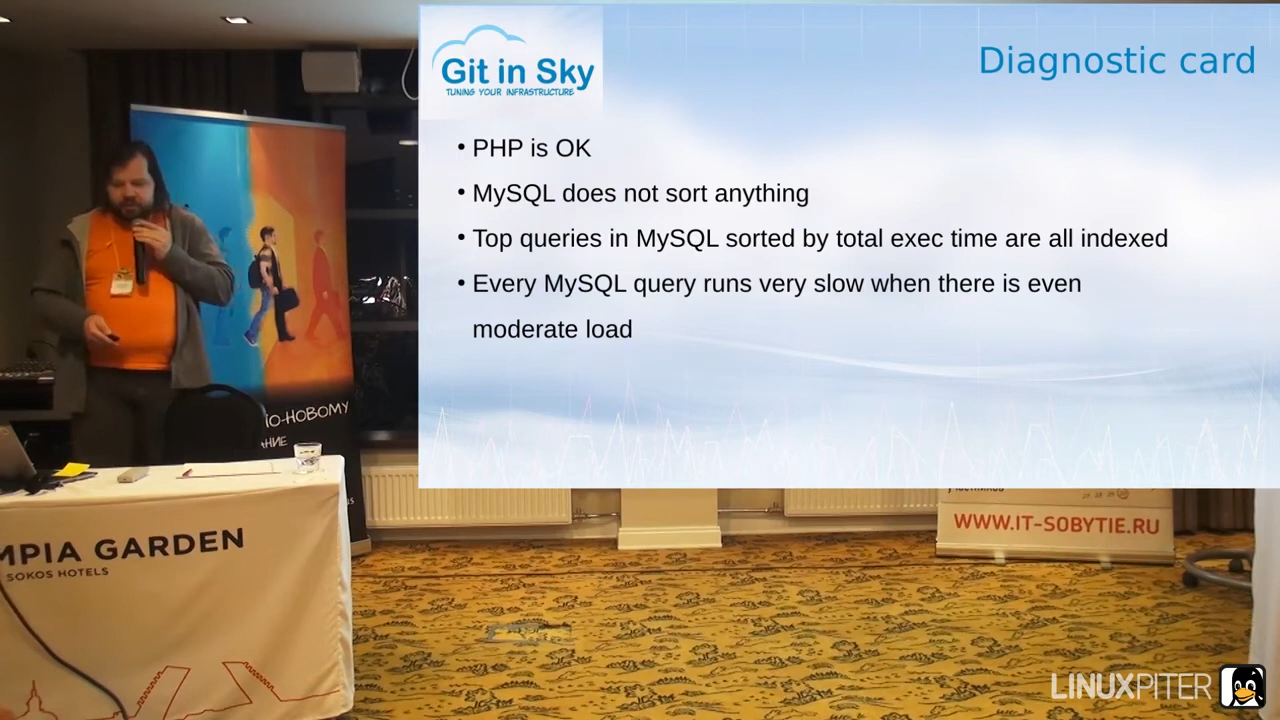 Git in Sky
TUNING YOUR INFRASTRUCTURE
Diagnostic card
• PHP is OK
• MySQL does not sort anything
• Top queries in MySQL sorted by total exec time are all indexed
• Every MySQL query runs very slow when there is even
moderate load
ПО-НОВОМУ
MPIA GARDEN
SOKOS HOTELS
WWW.IT-SOBYTIE.RU
LINUXPITER